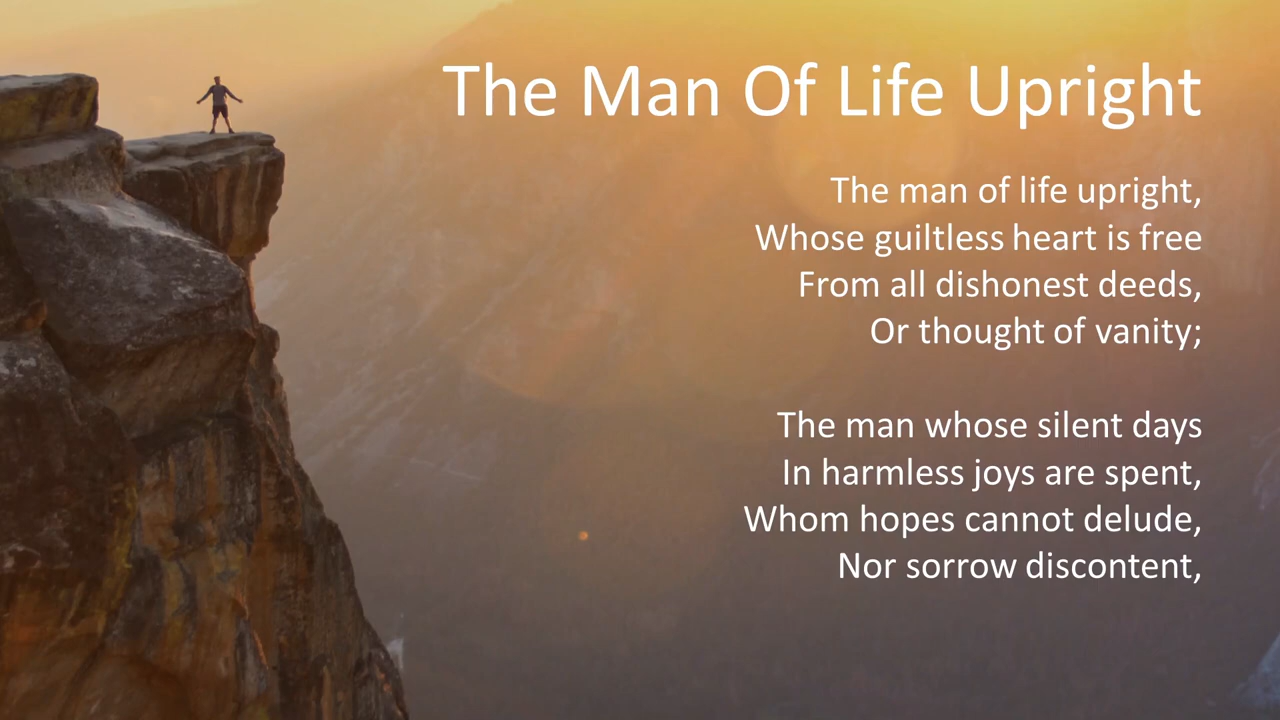 The Man Of Life Upright
The man of life upright,
Whose guiltless heart is free
From all dishonest deeds,
Or thought of vanity;
The man whose silent days
In harmless joys are spent,
Whom hopes cannot delude,
Nor sorrow discontent,